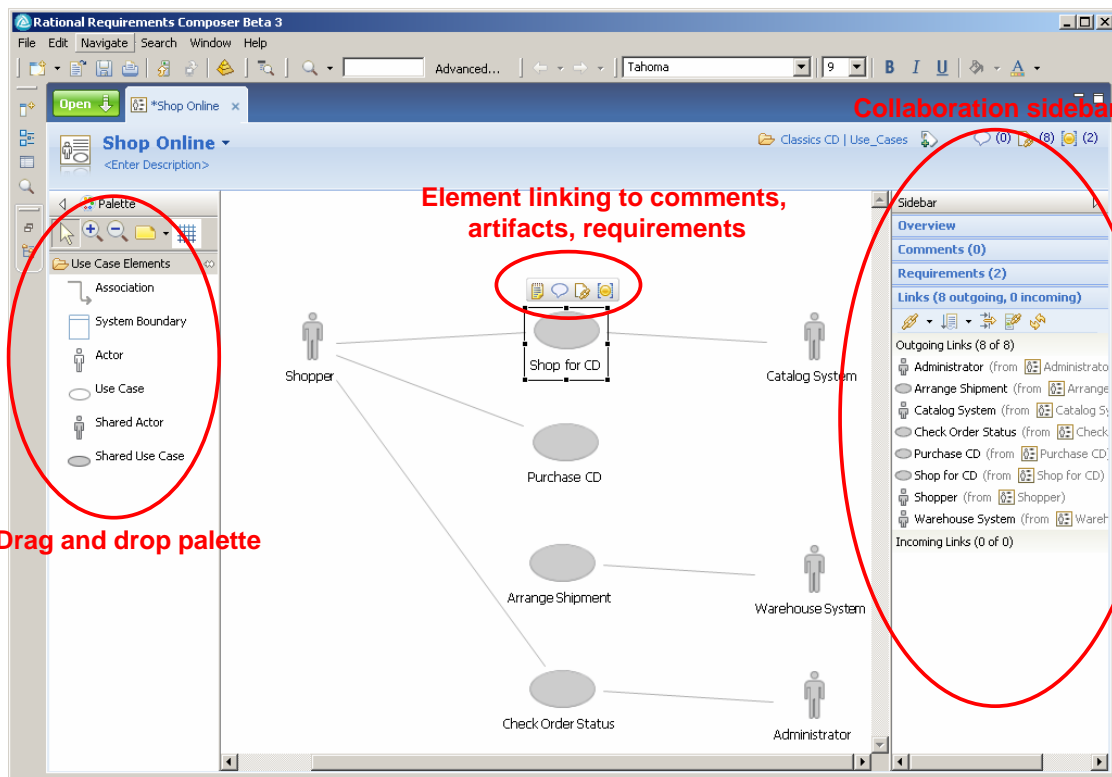 Rational Requirements Composer Beta 3
File Edit Navigate Search Window Help
Advanced... Tahoma 9 B I U A
Open *Shop Online
Collaboration sidebar
Shop Online
<Enter Description>
Classics CD | Use_Cases (0) (8) (2)
Palette
Use Case Elements
Association
System Boundary
Actor
Use Case
Shared Actor
Shared Use Case
Drag and drop palette
Element linking to comments,
artifacts, requirements
Shopper
Shop for CD
Catalog System
Purchase CD
Arrange Shipment
Warehouse System
Check Order Status
Administrator
Sidebar
Overview
Comments (0)
Requirements (2)
Links (8 outgoing, 0 incoming)
Outgoing Links (8 of 8)
Administrator (from Administrato
Arrange Shipment (from Arrange
Catalog System (from Catalog Sy
Check Order Status (from Check
Purchase CD (from Purchase CD)
Shop for CD (from Shop for CD)
Shopper (from Shopper)
Warehouse System (from Wareh
Incoming Links (0 of 0)